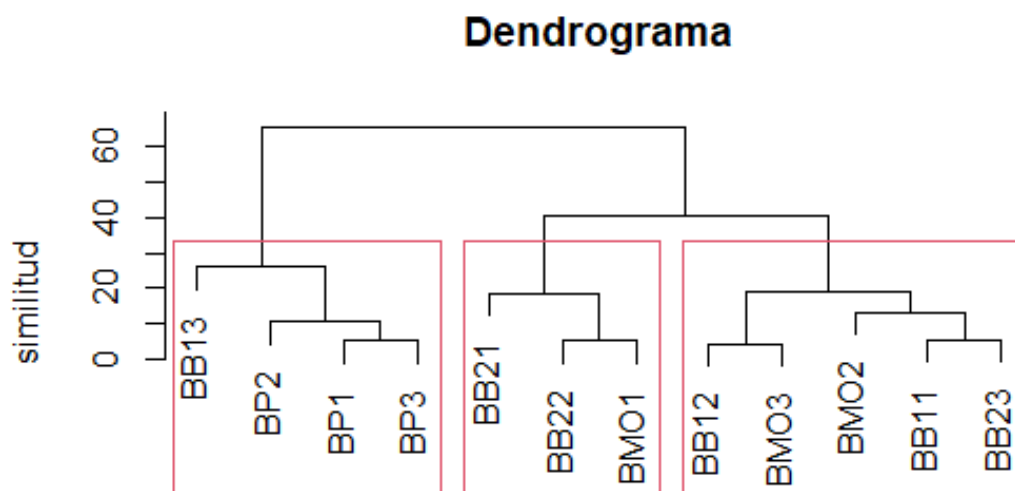 Dendrograma
similitud
60
40
20
0
BB13
BP2
BP1
BP3
BB21
BB22
BMO1
BB12
BMO3
BMO2
BB11
BB23